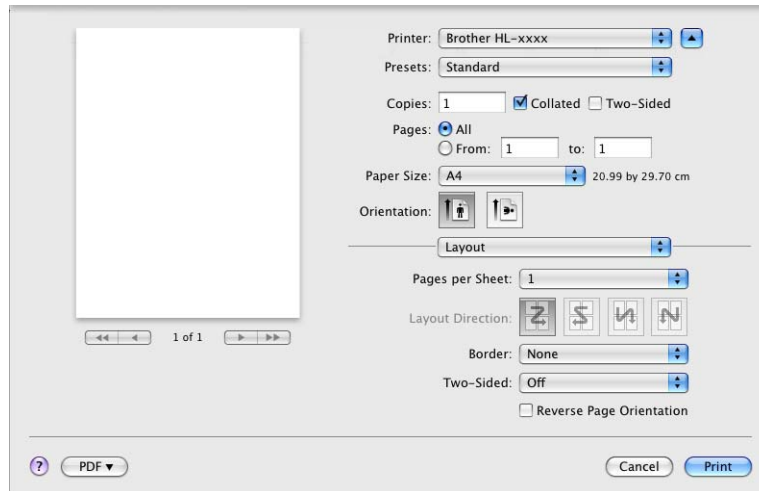 Printer: Brother HL-xxxx
Presets: Standard
Copies: 1 Collated Two-Sided
Pages: All
From: 1 to: 1
Paper Size: A4 20.99 by 29.70 cm
Orientation:
Layout
Pages per Sheet: 1
Layout Direction:
1 of 1
Border: None
Two-Sided: Off
Reverse Page Orientation
? PDF Cancel Print